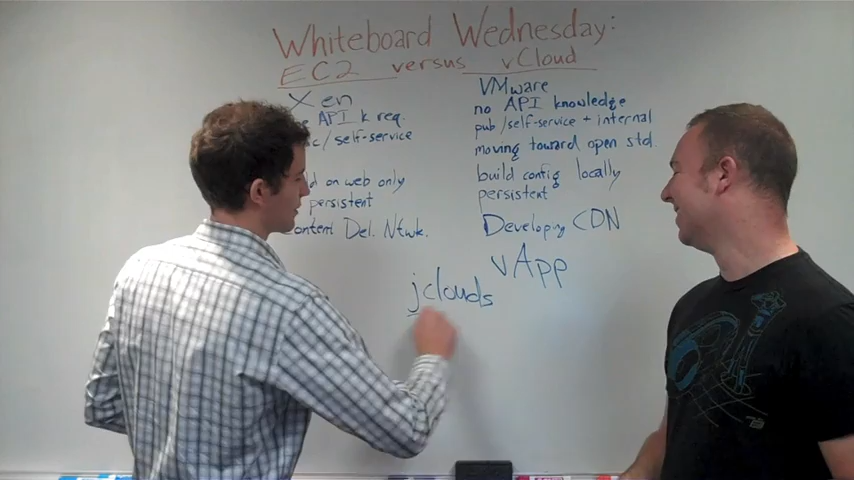 Whiteboard Wednesday:
EC2 versus vCloud
Xen
API k req.
c/self-service
d on web only
persistent
ontent Del. Ntwk.
VMware
no API knowledge
pub/self-service + internal
moving toward open std.
build config locally
persistent
Developing CDN
vApp
jclouds